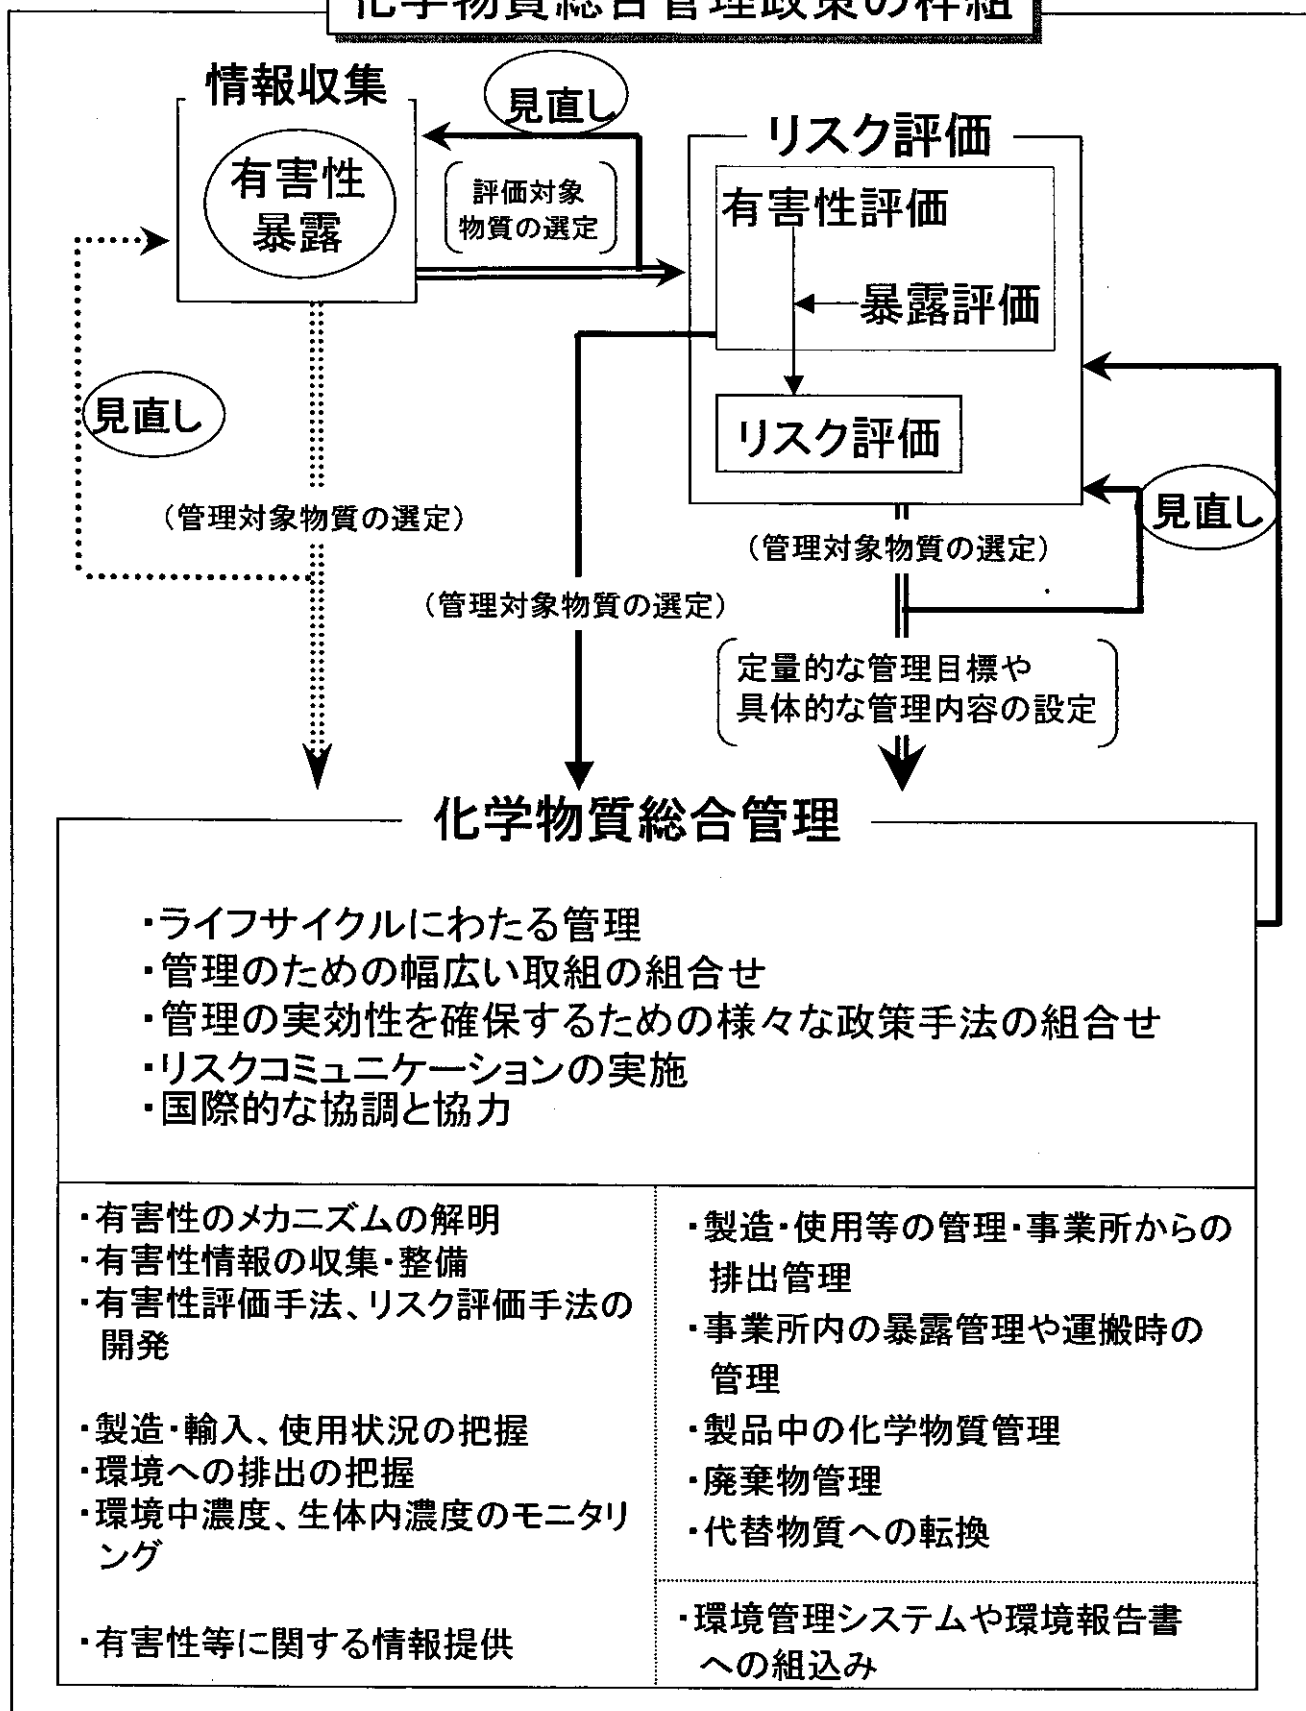 化学物質総合管理政策の枠組
情報収集
有害性
暴露
見直し
評価対象
物質の選定
リスク評価
有害性評価
暴露評価
リスク評価
見直し
見直し
（管理対象物質の選定）
（管理対象物質の選定）
（管理対象物質の選定）
定量的な管理目標や
具体的な管理内容の設定
化学物質総合管理
・ライフサイクルにわたる管理
・管理のための幅広い取組の組合せ
・管理の実効性を確保するための様々な政策手法の組合せ
・リスクコミュニケーションの実施
・国際的な協調と協力
・有害性のメカニズムの解明
・有害性情報の収集・整備
・有害性評価手法、リスク評価手法の
開発
・製造・輸入、使用状況の把握
・環境への排出の把握
・環境中濃度、生体内濃度のモニタリ
ング
・有害性等に関する情報提供
・製造・使用等の管理・事業所からの
排出管理
・事業所内の暴露管理や運搬時の
管理
・製品中の化学物質管理
・廃棄物管理
・代替物質への転換
・環境管理システムや環境報告書
への組込み